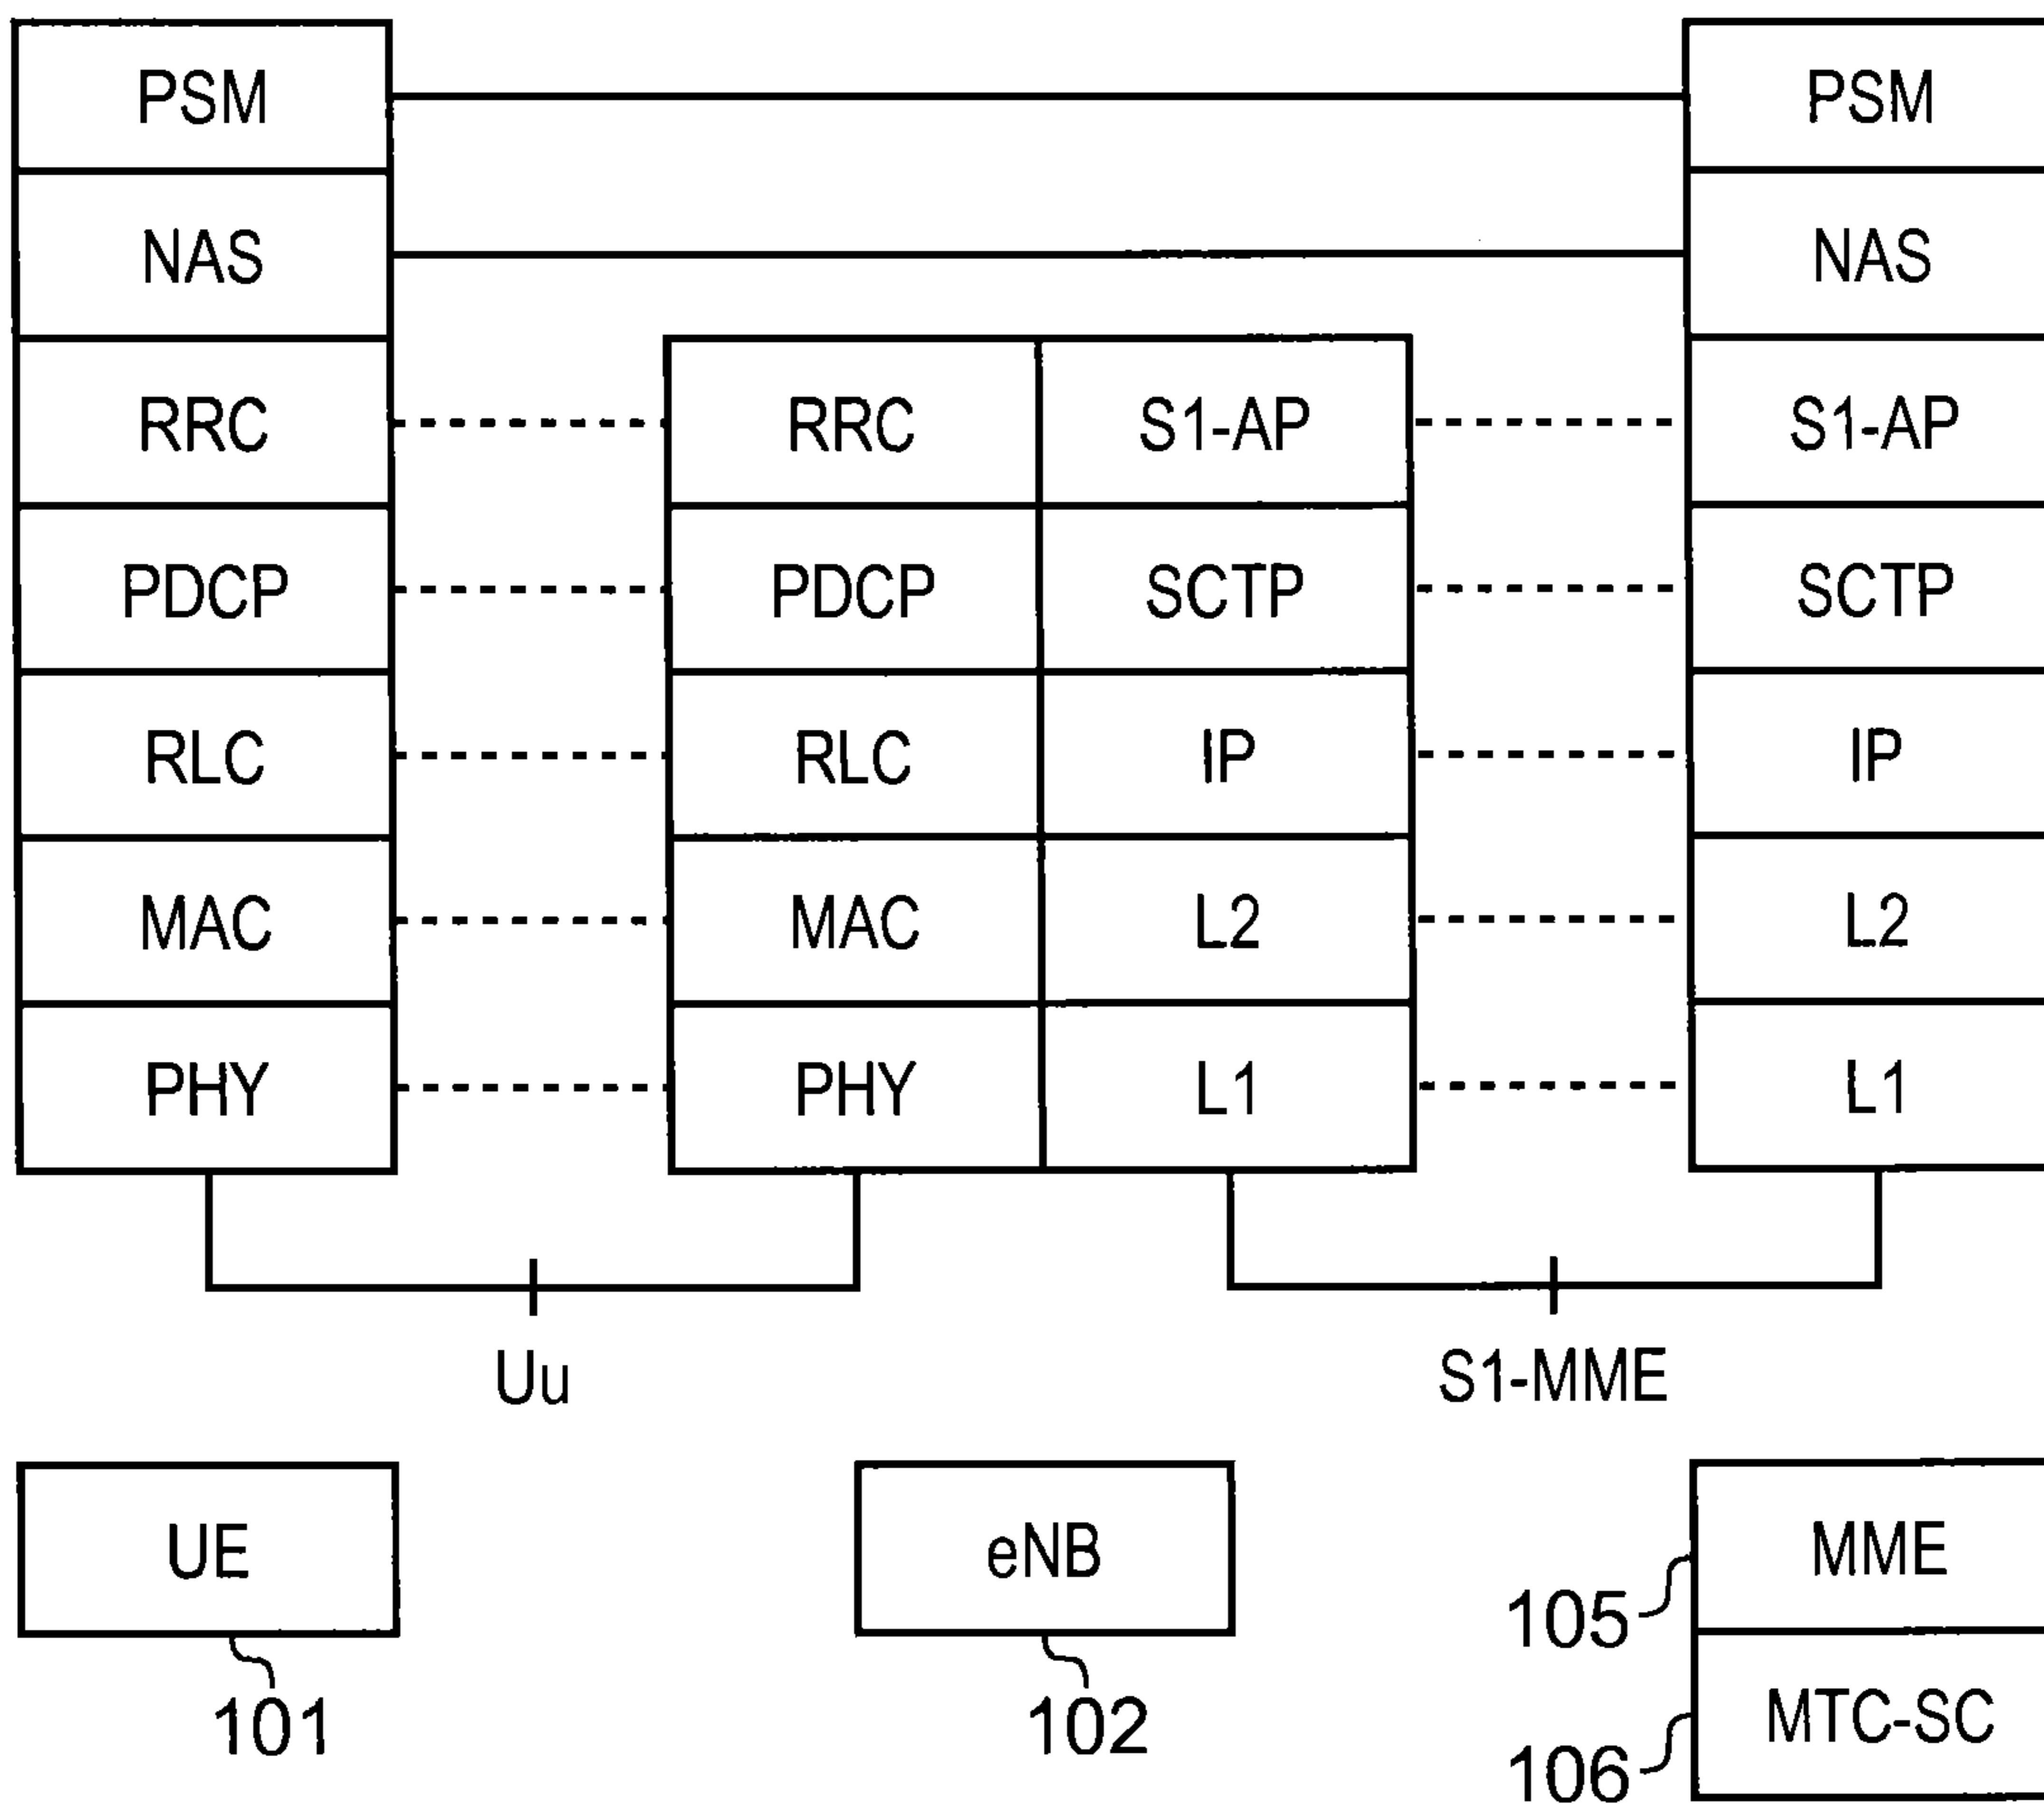 PSM PSM
NAS NAS
RRC RRC S1-AP S1-AP
PDCP PDCP SCTP SCTP
RLC RLC IP IP
MAC MAC L2 L2
PHY PHY L1 L1
Uu S1-MME
UE eNB MME
105
101 102 MTC-SC
106